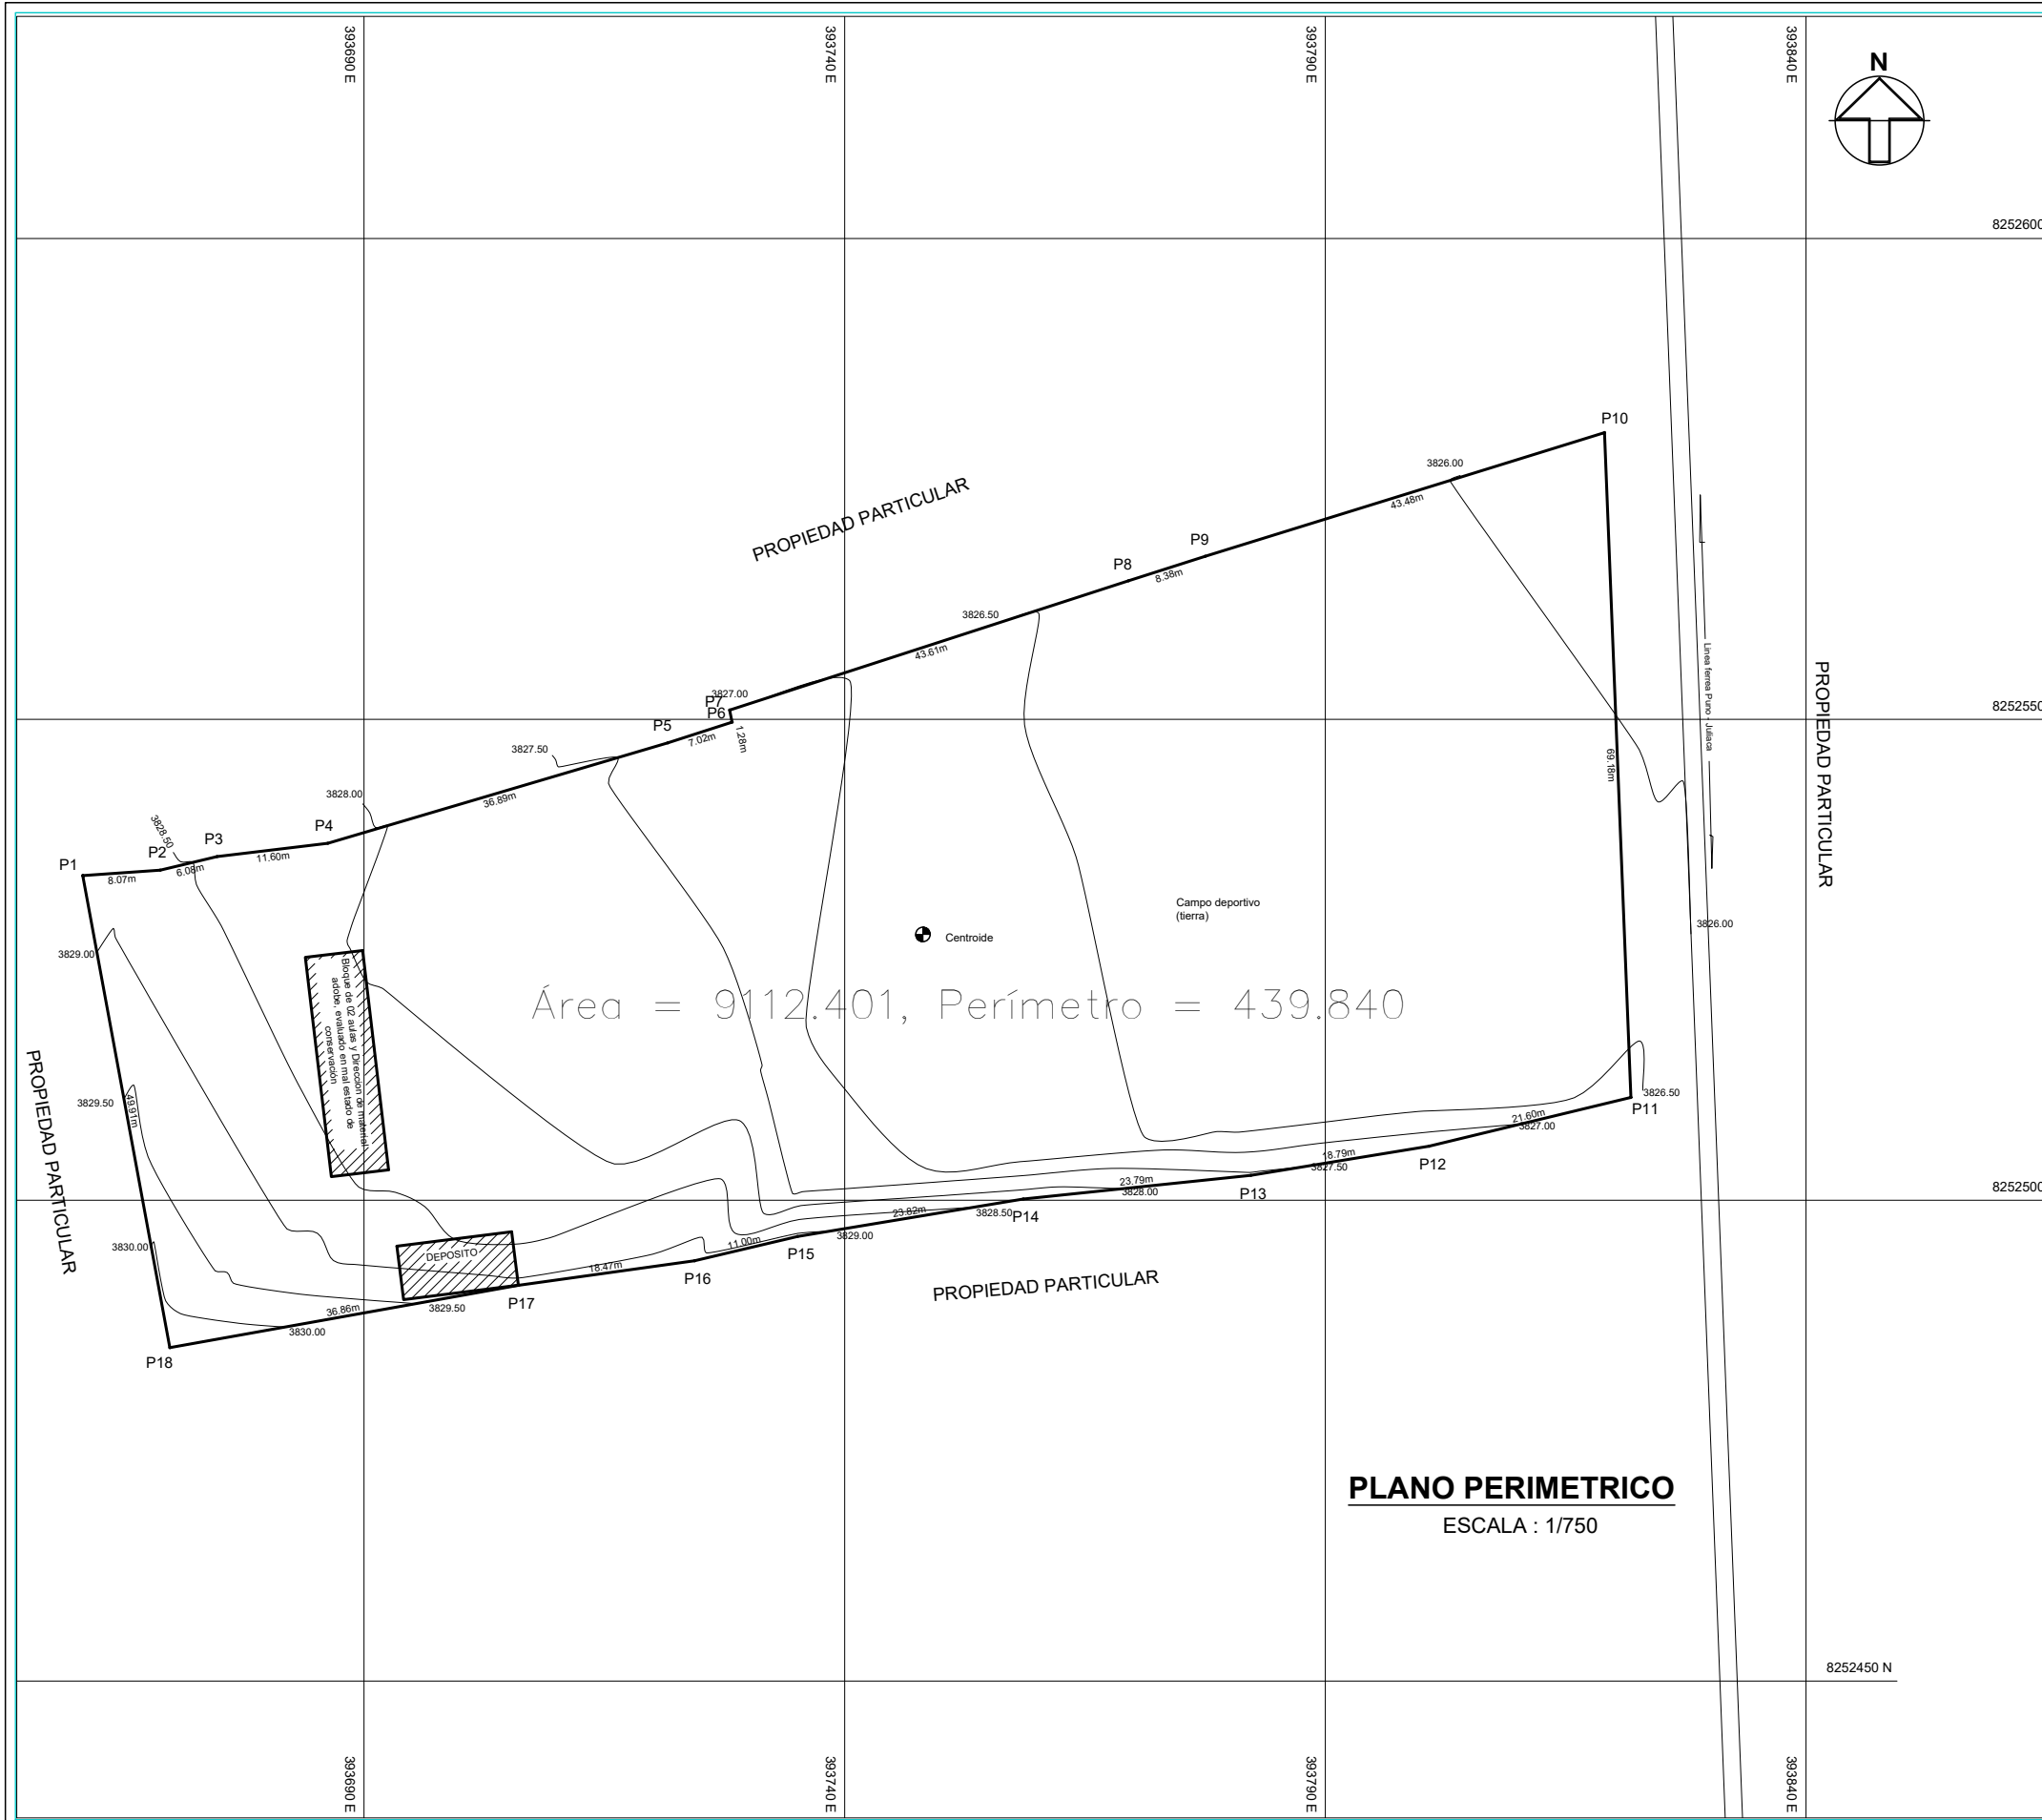 393690 E
393740 E
393790 E
393840 E
N
8252600
P10
3826.00
43.48m
PROPIEDAD PARTICULAR
P9
P8
8.38m
3826.50
43.61m
Linea ferrea Puno - Juliaca
PROPIEDAD PARTICULAR
3827.00
P7
P6
8252550
P5
7.02m
1.28m
3827.50
69.18m
3828.00
36.89m
3828.50
P4
P3
P2
11.60m
P1
6.08m
8.07m
Campo deportivo
(tierra)
3826.00
Centroide
3829.00
Bloque de 02 aulas y Direccion de material
adobe, evaluado en mal estado de
conservación
Área = 9112.401, Perímetro = 439.840
PROPIEDAD PARTICULAR
3829.50
49.91m
3826.50
P11
21.60m
3827.00
18.79m
P12
3827.50
23.79m
3828.00
P13
8252500
23.82m
3828.50
P14
3829.00
11.00m
P15
3830.00
DEPOSITO
18.47m
P16
PROPIEDAD PARTICULAR
P17
3829.50
36.86m
3830.00
P18
PLANO PERIMETRICO
ESCALA : 1/750
8252450 N
393690 E
393740 E
393790 E
393840 E